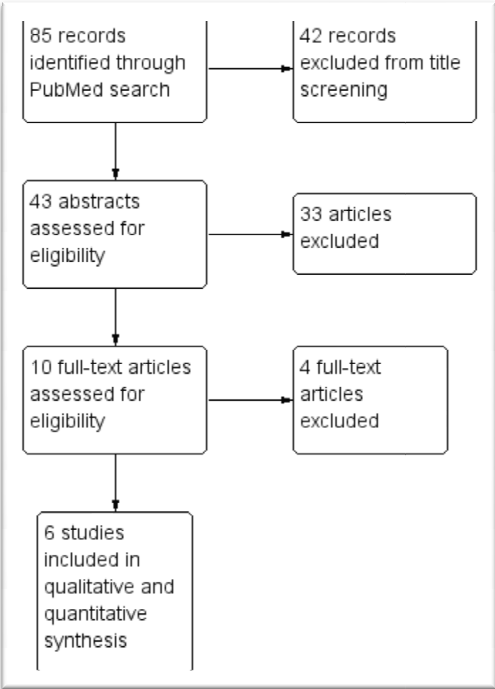 85 records
identified through
PubMed search
42 records
excluded from title
screening
43 abstracts
assessed for
eligibility
33 articles
excluded
10 full-text articles
assessed for
eligibility
4 full-text
articles
excluded
6 studies
included in
qualitative and
quantitative
synthesis